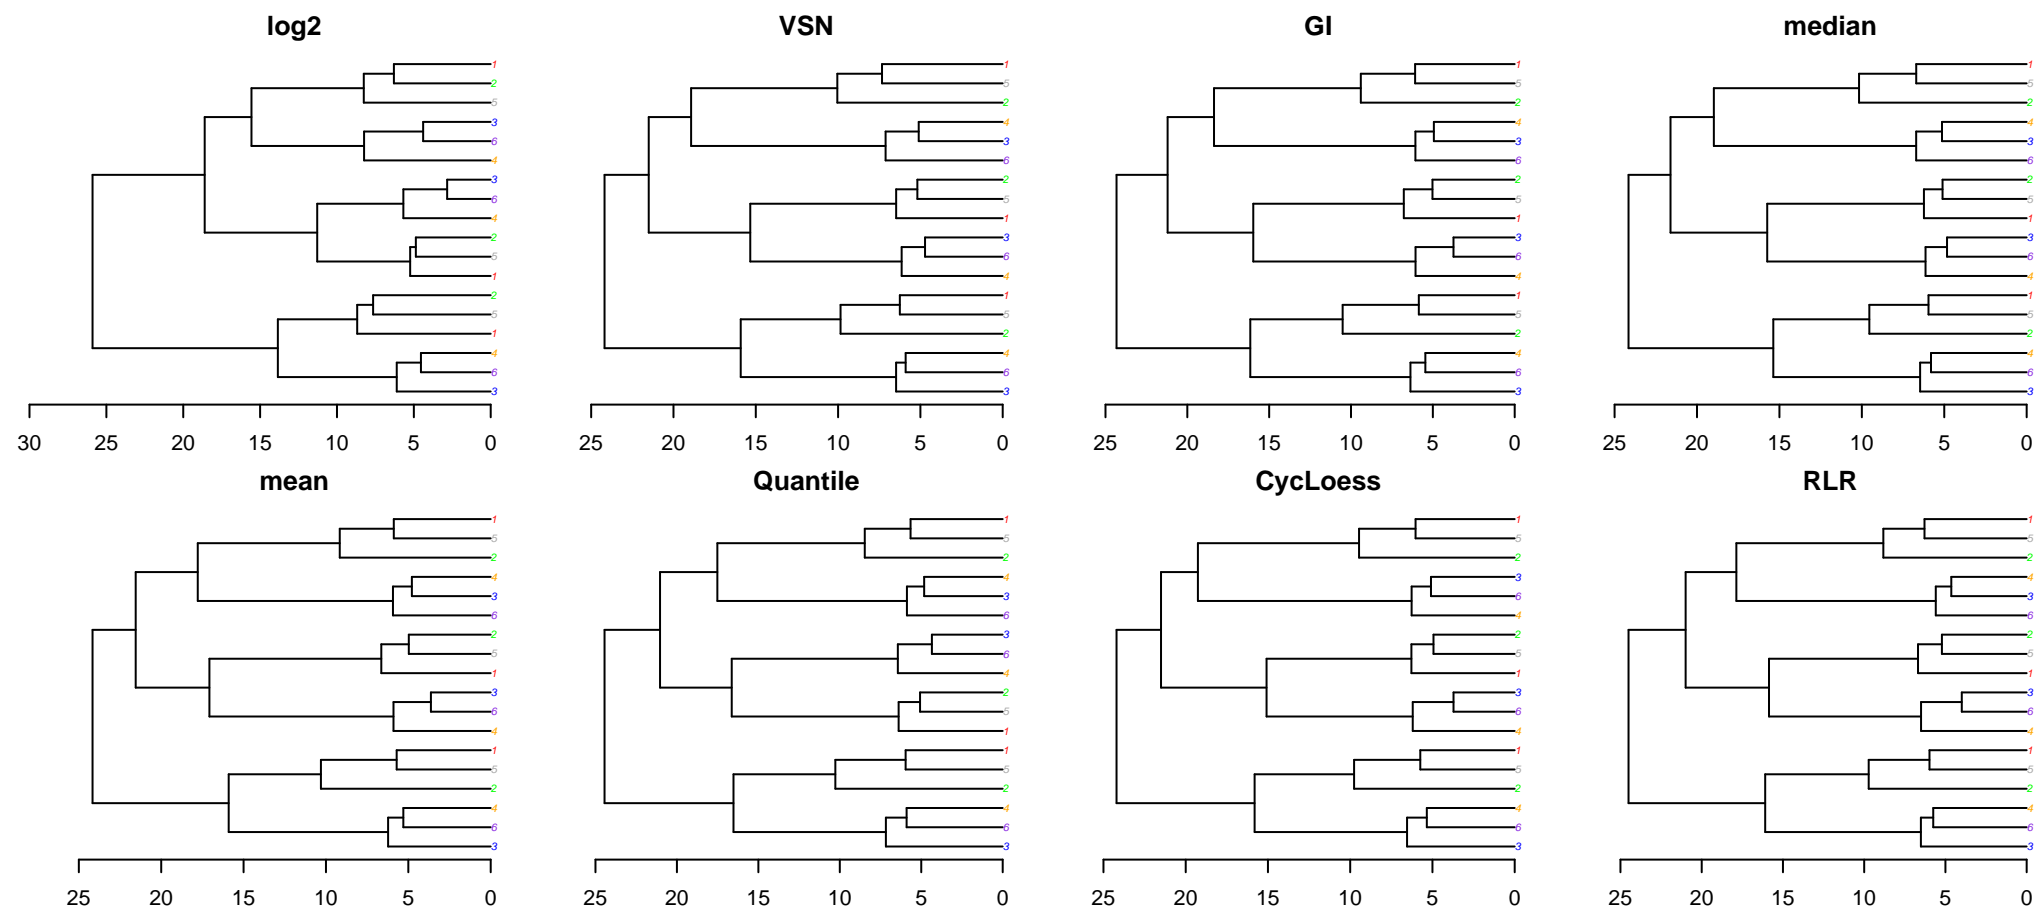 log2 VSN GI median
1 1 1 1
2 5 5 5
5 2 2 2
3 4 4 4
6 3 3 3
4 6 6 6
3 2 2 2
6 5 5 5
4 1 1 1
2 3 3 3
5 6 6 6
1 4 4 4
2 1 1 1
5 5 5 5
1 2 2 2
4 4 4 4
6 6 6 6
3 3 3 3
30 25 20 15 10 5 0 25 20 15 10 5 0 25 20 15 10 5 0 25 20 15 10 5 0
mean Quantile CycLoess RLR
1 1 1 1
5 5 5 5
2 2 2 2
4 4 3 4
3 3 6 3
6 6 4 6
2 3 2 2
5 6 5 5
1 4 1 1
3 2 3 3
6 5 6 6
4 1 4 4
1 1 1 1
5 5 5 5
2 2 2 2
4 4 4 4
6 6 6 6
3 3 3 3
25 20 15 10 5 0 25 20 15 10 5 0 25 20 15 10 5 0 25 20 15 10 5 0